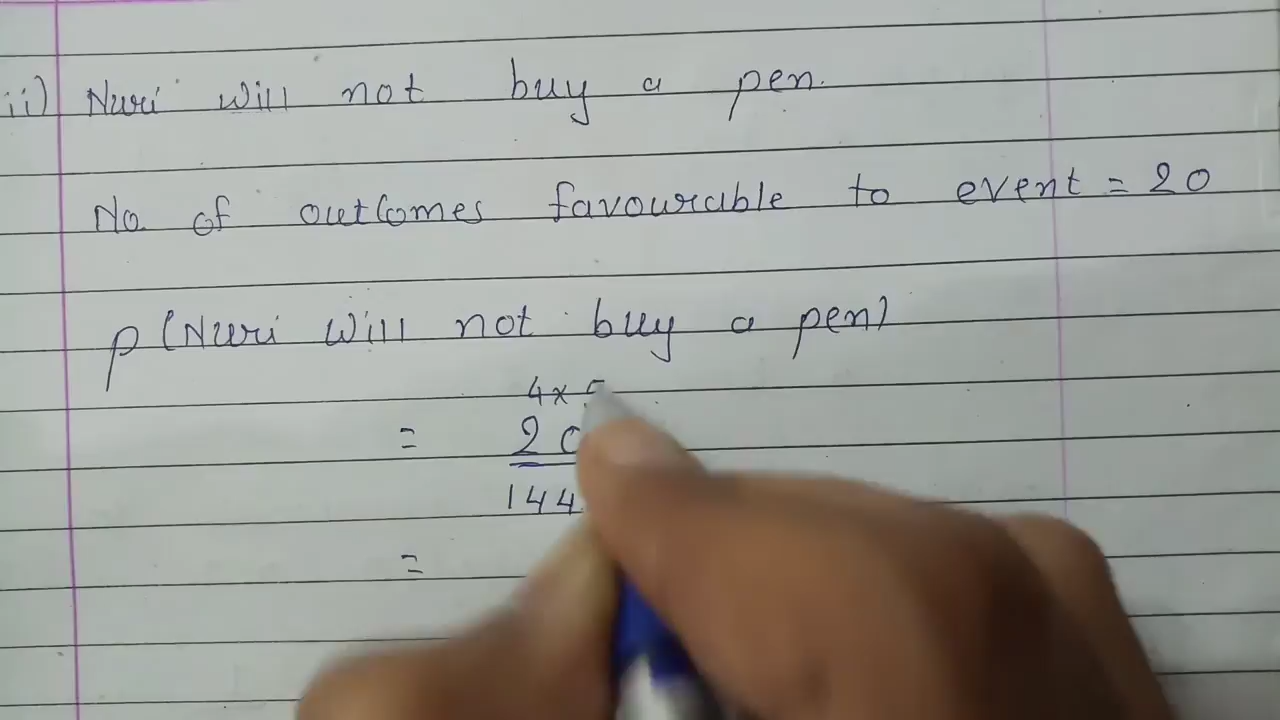 ii) Nuri will not buy a pen.
No. of outcomes favourable to event = 20
P (Nuri will not buy a pen)
4 × 5
= 20
144
=